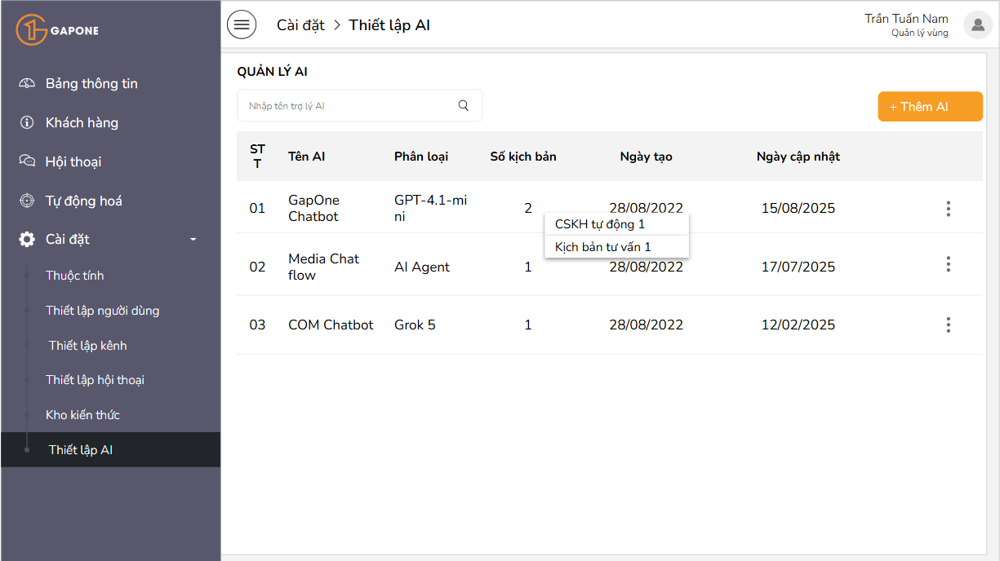 GAPONE
Cài đặt > Thiết lập AI
Trần Tuấn Nam
Quản lý vùng
Bảng thông tin
Khách hàng
Hội thoại
Tự động hoá
Cài đặt
Thuộc tính
Thiết lập người dùng
Thiết lập kênh
Thiết lập hội thoại
Kho kiến thức
Thiết lập AI
QUẢN LÝ AI
Nhập tên trợ lý AI
+ Thêm AI
STT Tên AI Phân loại Số kịch bản Ngày tạo Ngày cập nhật
01 GapOne Chatbot GPT-4.1-mini 2 28/08/2022 15/08/2025
CSKH tự động 1
Kịch bản tư vấn 1
02 Media Chat flow AI Agent 1 28/08/2022 17/07/2025
03 COM Chatbot Grok 5 1 28/08/2022 12/02/2025